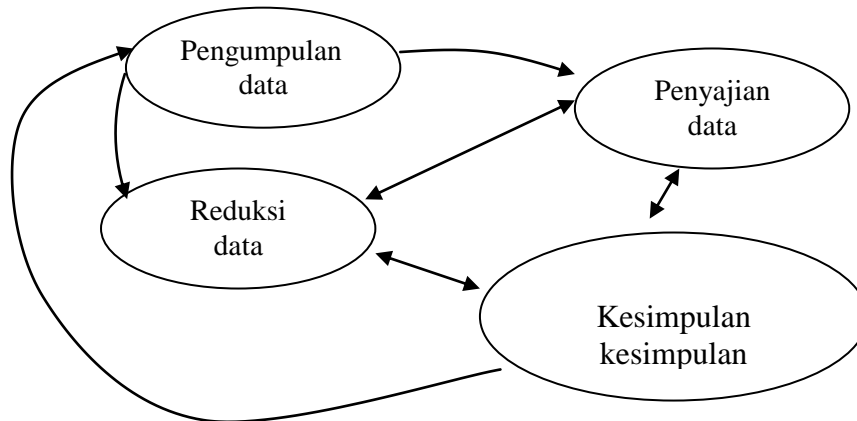 Pengumpulan
data
Penyajian
data
Reduksi
data
Kesimpulan
kesimpulan